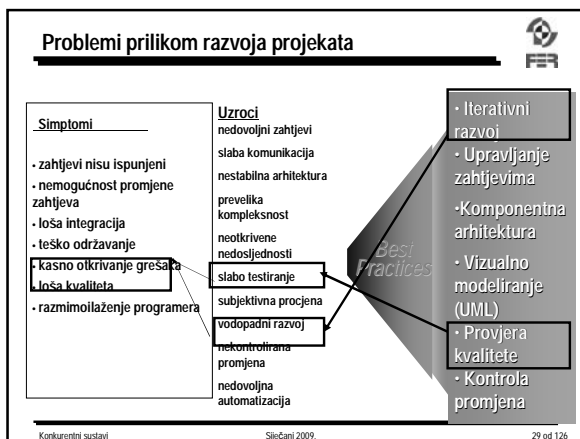 Problemi prilikom razvoja projekata
FER
Simptomi
• zahtjevi nisu ispunjeni
• nemogućnost promjene
zahtjeva
• loša integracija
• teško održavanje
• kasno otkrivanje grešaka
• loša kvaliteta
• razmimoilaženje programera
Uzroci
nedovoljni zahtjevi
slaba komunikacija
nestabilna arhitektura
prevelika
kompleksnost
neotkrivene
nedosljednosti
slabo testiranje
subjektivna procjena
vodopadni razvoj
nekontrolirana
promjena
nedovoljna
automatizacija
Best
Practices
• Iterativni
razvoj
• Upravljanje
zahtjevima
•Komponentna
arhitektura
• Vizualno
modeliranje
(UML)
• Provjera
kvalitete
• Kontrola
promjena
Konkurentni sustavi
Siječanj 2009.
29 od 126